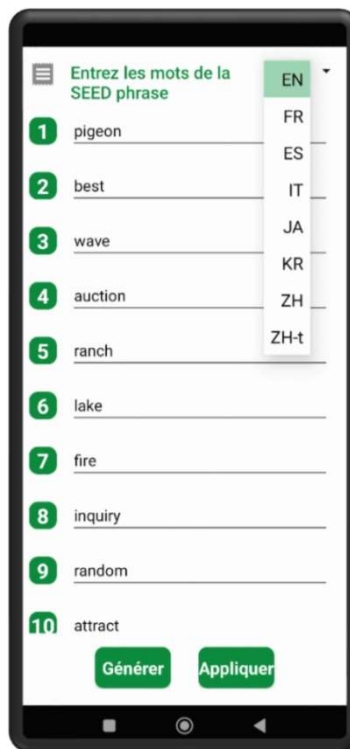 Entrez les mots de la
SEED phrase
EN
FR
ES
IT
JA
KR
ZH
ZH-t
1 pigeon
2 best
3 wave
4 auction
5 ranch
6 lake
7 fire
8 inquiry
9 random
10 attract
Générer Appliquer